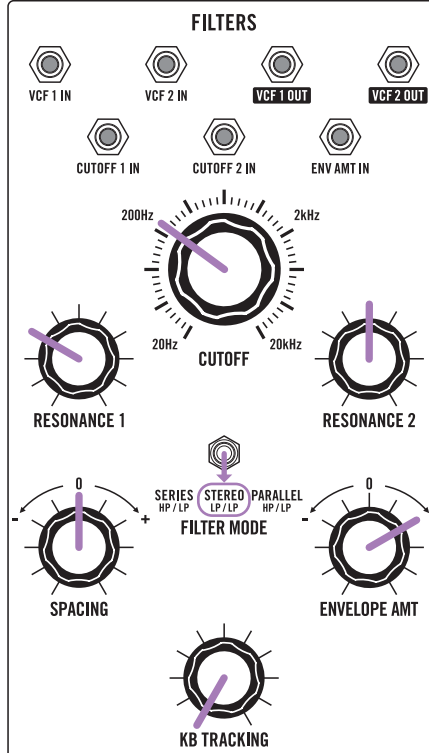 FILTERS
VCF 1 IN VCF 2 IN VCF 1 OUT VCF 2 OUT
CUTOFF 1 IN CUTOFF 2 IN ENV AMT IN
200Hz 2kHz
20Hz 20kHz
CUTOFF
RESONANCE 1 RESONANCE 2
0 0
SERIES STEREO PARALLEL
HP / LP LP / LP HP / LP
- + -
FILTER MODE
SPACING ENVELOPE AMT
KB TRACKING